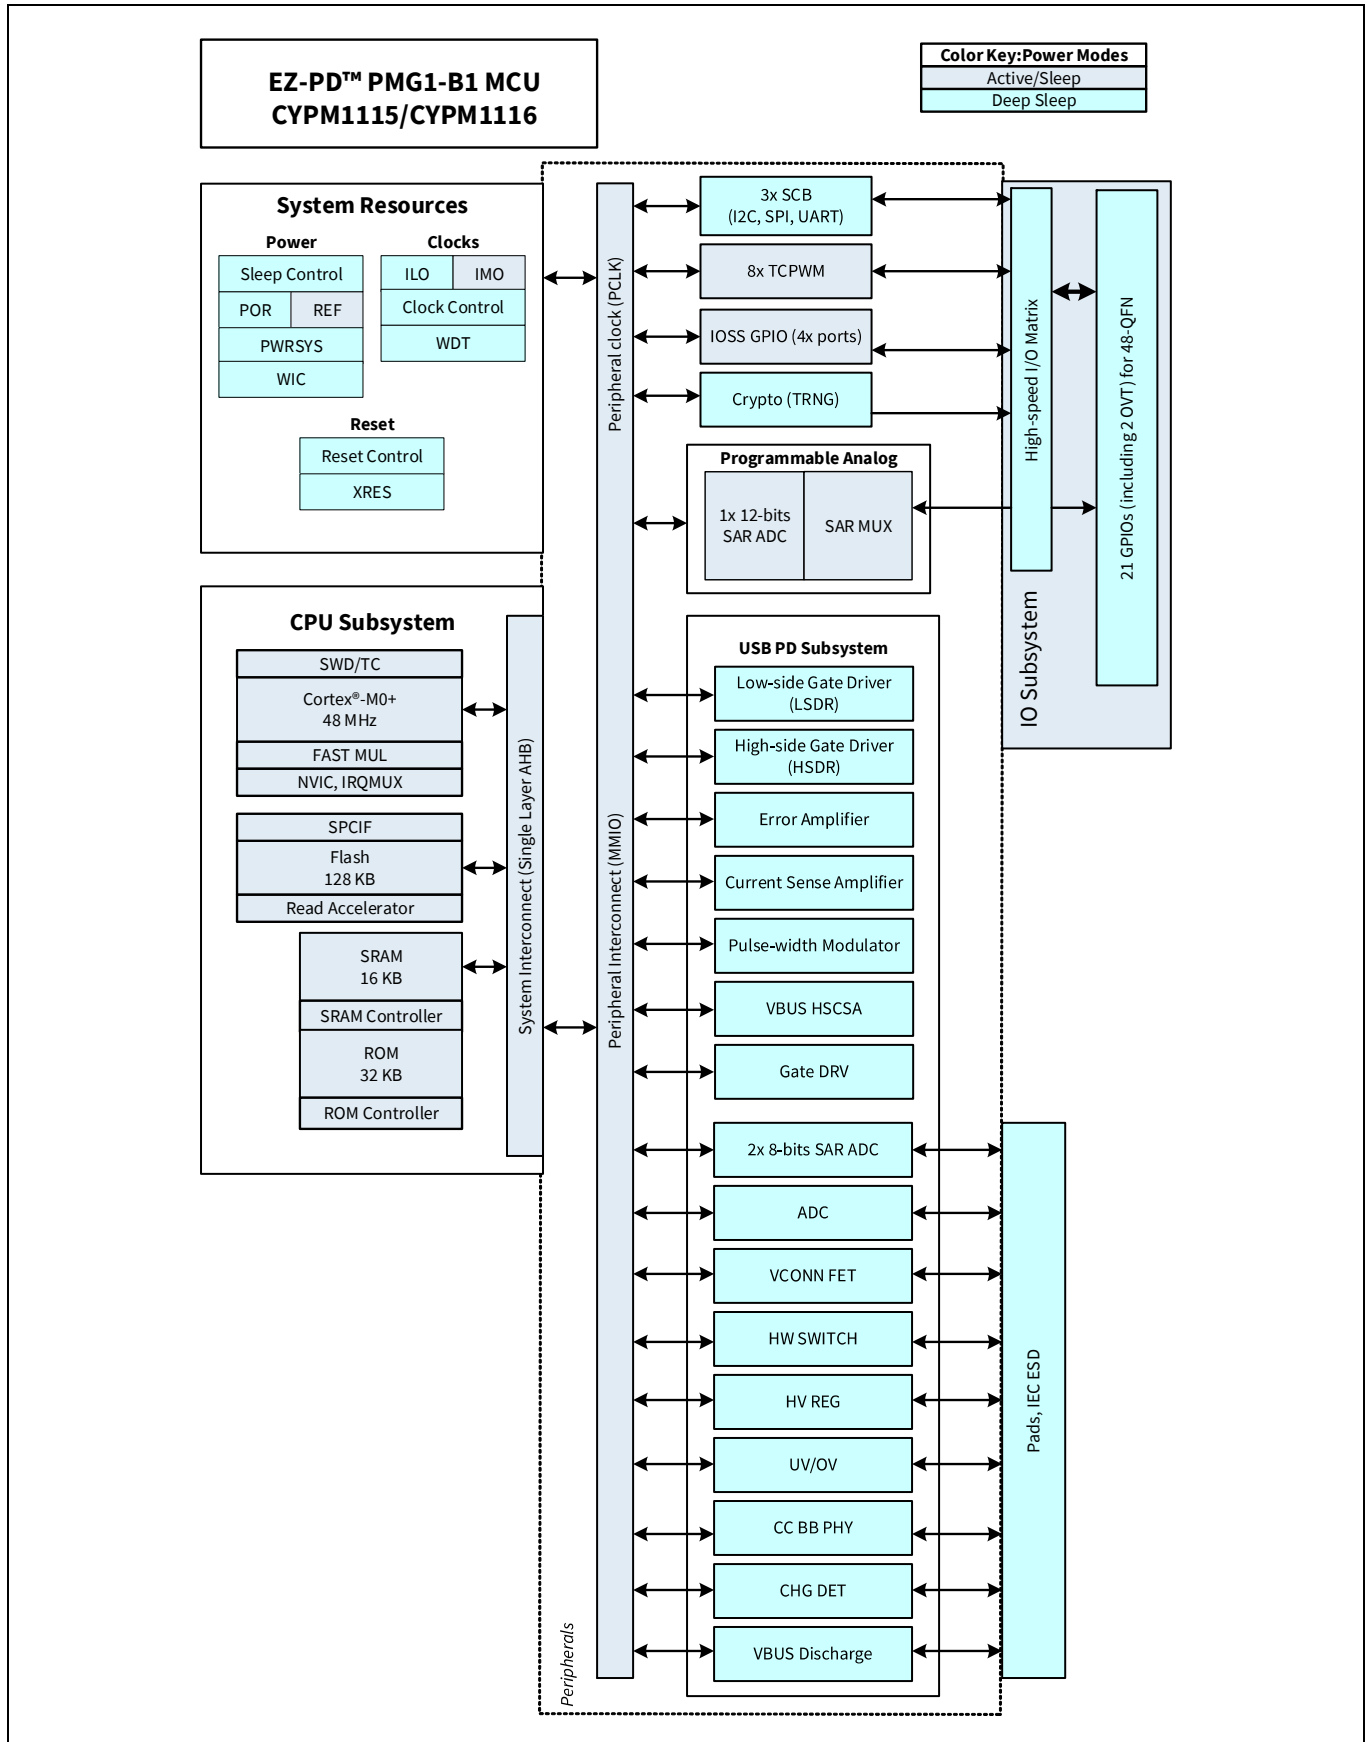 EZ-PD™ PMG1-B1 MCU
CYPM1115/CYPM1116
Color Key:Power Modes
Active/Sleep
Deep Sleep
System Resources
Power
Sleep Control
POR
REF
PWRSYS
WIC
Clocks
ILO
IMO
Clock Control
WDT
Reset
Reset Control
XRES
CPU Subsystem
SWD/TC
Cortex®-M0+
48 MHz
FAST MUL
NVIC, IRQMUX
SPCIF
Flash
128 KB
Read Accelerator
SRAM
16 KB
SRAM Controller
ROM
32 KB
ROM Controller
System Interconnect (Single Layer AHB)
Peripheral clock (PCLK)
Peripheral Interconnect (MMIO)
3x SCB
(I2C, SPI, UART)
8x TCPWM
IOSS GPIO (4x ports)
Crypto (TRNG)
Programmable Analog
1x 12-bits
SAR ADC
SAR MUX
USB PD Subsystem
Low-side Gate Driver
(LSDR)
High-side Gate Driver
(HSDR)
Error Amplifier
Current Sense Amplifier
Pulse-width Modulator
VBUS HSCSA
Gate DRV
2x 8-bits SAR ADC
ADC
VCONN FET
HW SWITCH
HV REG
UV/OV
CC BB PHY
CHG DET
VBUS Discharge
Peripherals
High-speed I/O Matrix
21 GPIOs (including 2 OVT) for 48-QFN
IO Subsystem
Pads, IEC ESD